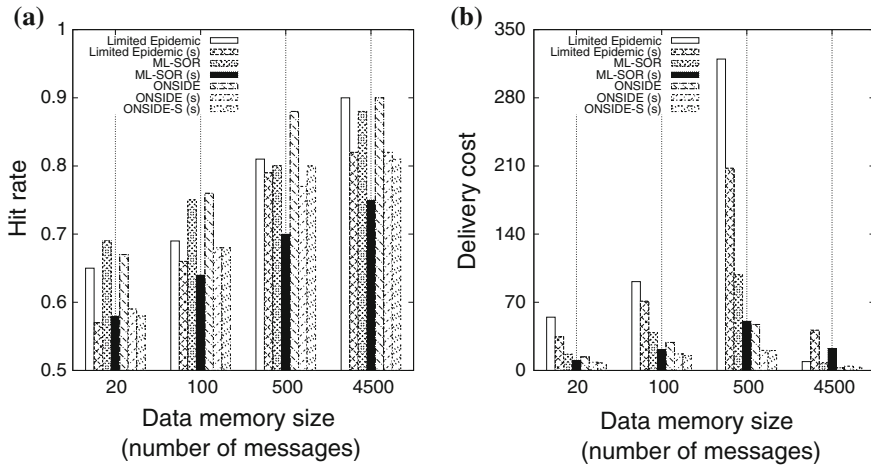 (a)
1
0.9
0.8
0.7
0.6
0.5
Hit rate
Limited Epidemic
Limited Epidemic (s)
ML-SOR
ML-SOR (s)
ONSIDE
ONSIDE (s)
ONSIDE-S (s)
20 100 500 4500
Data memory size
(number of messages)
(b)
350
280
210
140
70
0
Delivery cost
Limited Epidemic
Limited Epidemic (s)
ML-SOR
ML-SOR (s)
ONSIDE
ONSIDE (s)
ONSIDE-S (s)
20 100 500 4500
Data memory size
(number of messages)